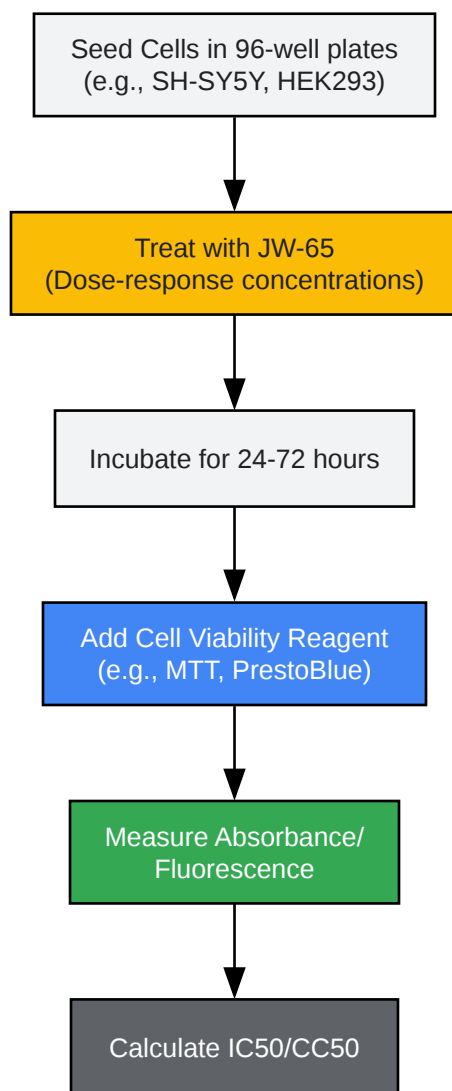 Seed Cells in 96-well plates
(e.g., SH-SY5Y, HEK293)
Treat with JW-65
(Dose-response concentrations)
Incubate for 24-72 hours
Add Cell Viability Reagent
(e.g., MTT, PrestoBlue)
Measure Absorbance/
Fluorescence
Calculate IC50/CC50